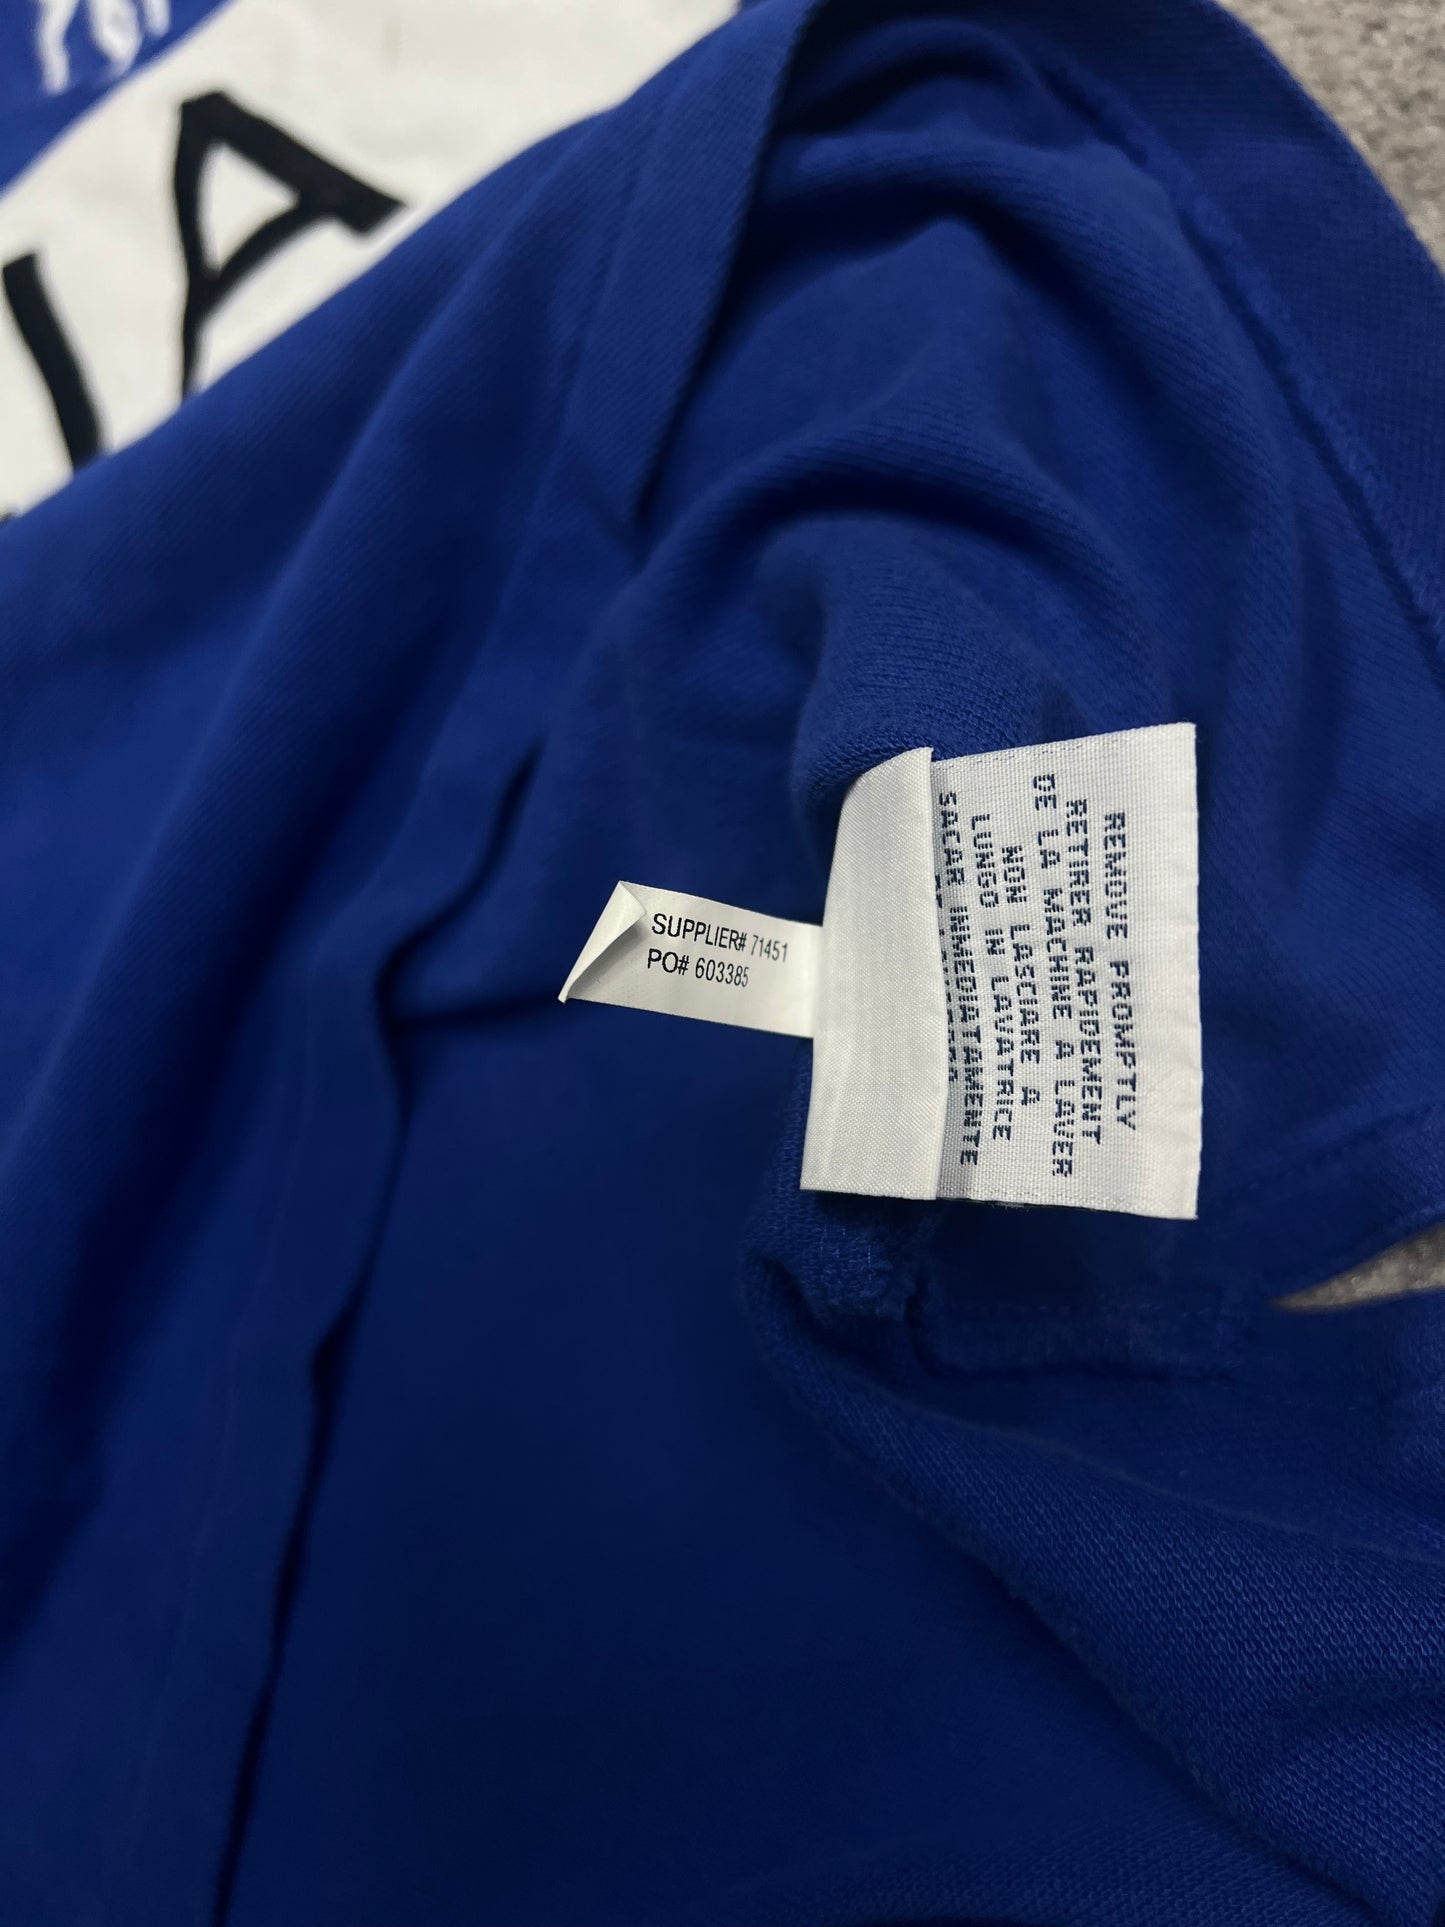 A
SUPPLIER# 71451
PO# 603385
REMOVE PROMPTLY
RETIRER RAPIDEMENT
DE LA MACHINE A LAVER
NON LASCIARE A
LUNGO IN LAVATRICE
SACAR INMEDIATAMENTE